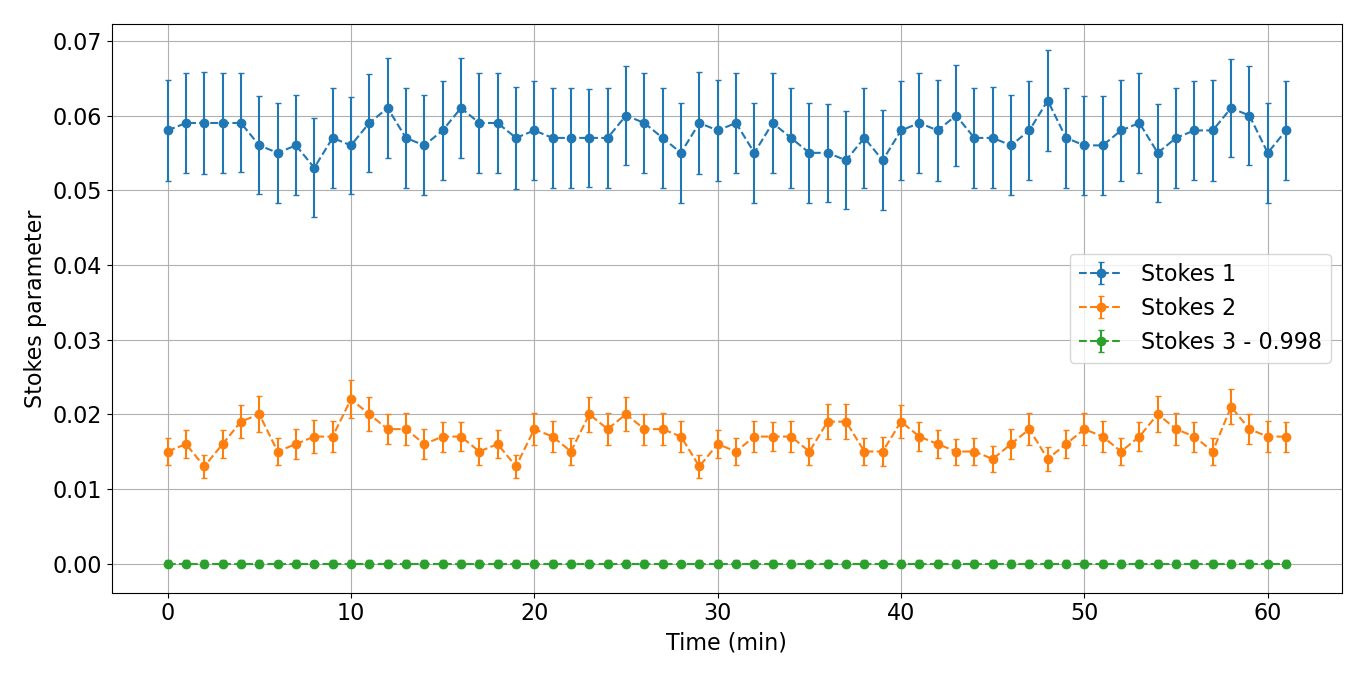 0.07
0.06
0.05
0.04
0.03
0.02
0.01
0.00
Stokes parameter
Stokes 1
Stokes 2
Stokes 3 - 0.998
0 10 20 30 40 50 60
Time (min)